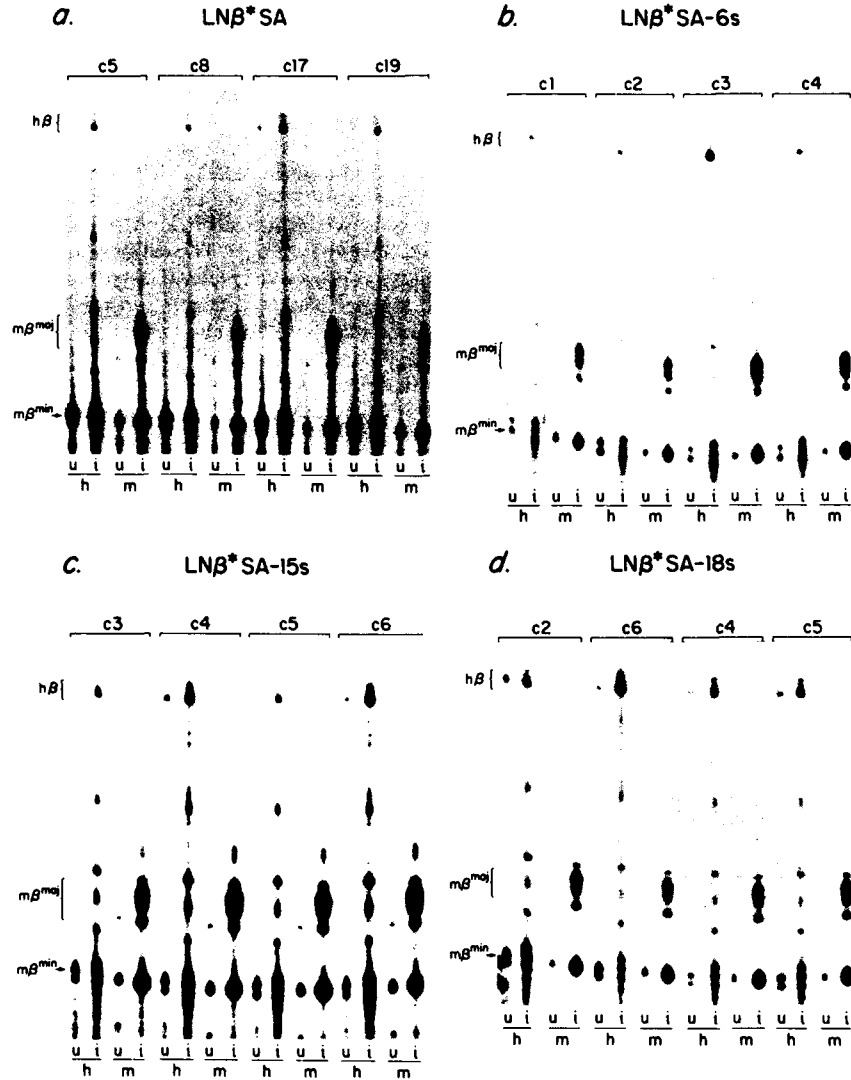 a.
LNβ*SA
c5 c8 c17 c19
hβ
mβmaj
mβmin
u i u i u i u i u i u i u i u i
h m h m h m h m
b.
LNβ*SA-6s
c1 c2 c3 c4
hβ
mβmaj
mβmin
u i u i u i u i u i u i u i u i
h m h m h m h m
c.
LNβ*SA-15s
c3 c4 c5 c6
hβ
mβmaj
mβmin
u i u i u i u i u i u i u i u i
h m h m h m h m
d.
LNβ*SA-18s
c2 c6 c4 c5
hβ
mβmaj
mβmin
u i u i u i u i u i u i u i u i
h m h m h m h m